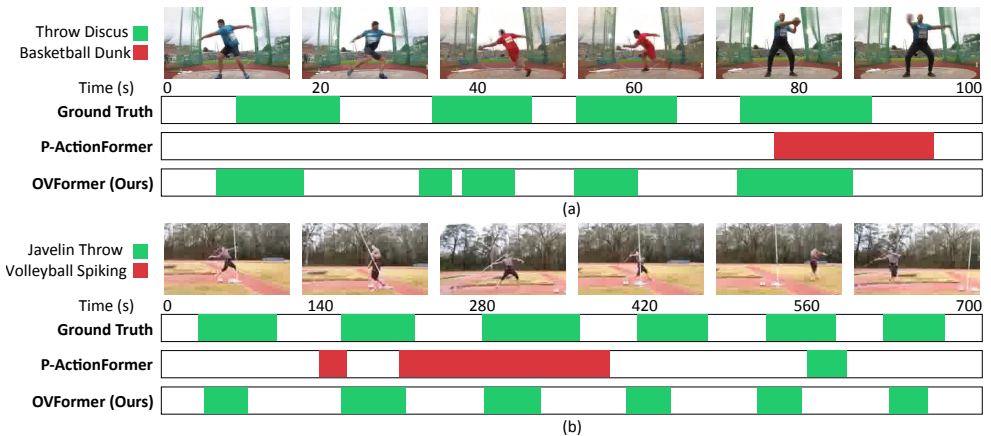 Throw Discus
Basketball Dunk
Time (s) 0 20 40 60 80 100
Ground Truth
P-ActionFormer
OVFormer (Ours)
(a)
Javelin Throw
Volleyball Spiking
Time (s) 0 140 280 420 560 700
Ground Truth
P-ActionFormer
OVFormer (Ours)
(b)